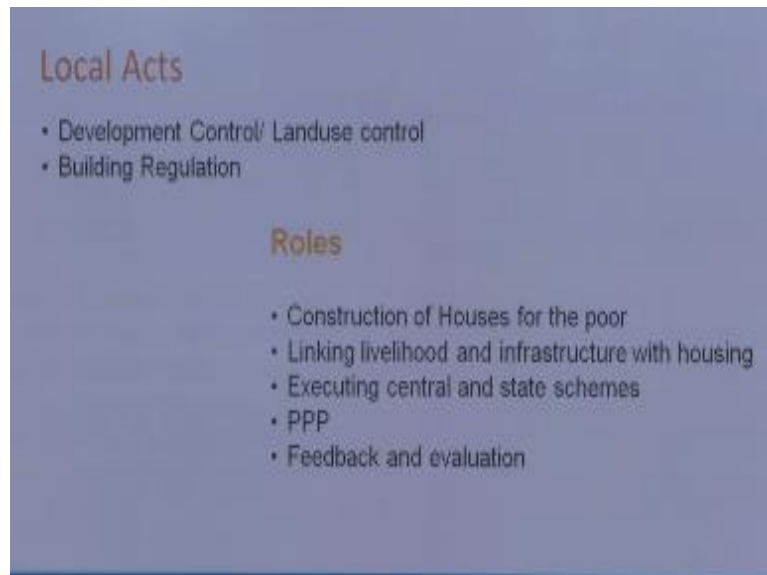 Local Acts
• Development Control/ Landuse control
• Building Regulation
Roles
• Construction of Houses for the poor
• Linking livelihood and infrastructure with housing
• Executing central and state schemes
• PPP
• Feedback and evaluation